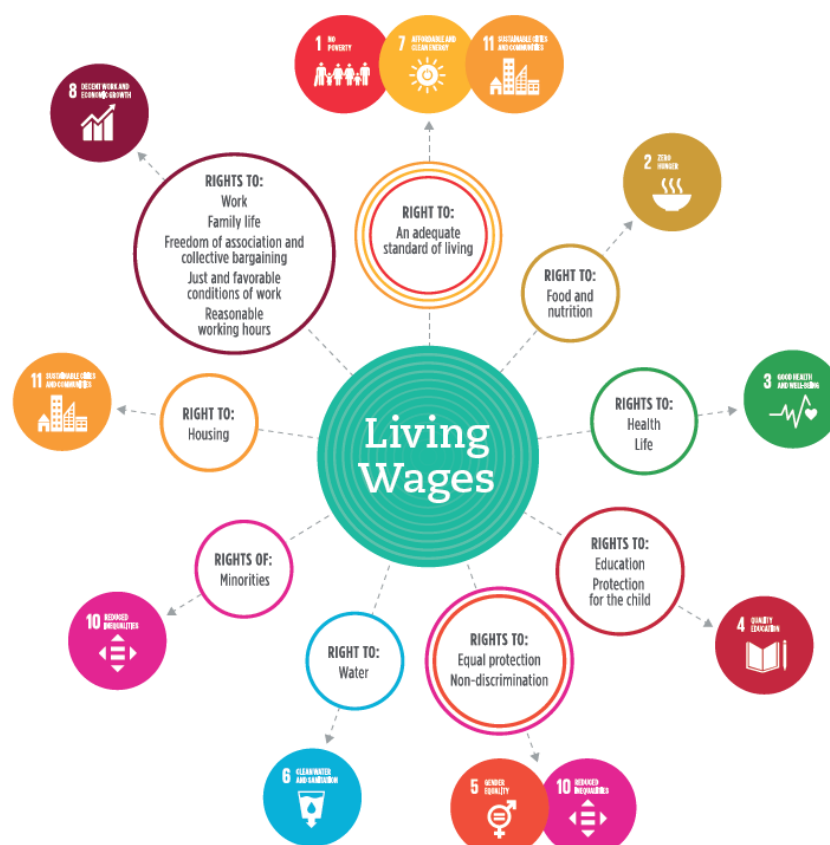 1 NO
POVERTY
7 AFFORDABLE AND
CLEAN ENERGY
11 SUSTAINABLE CITIES
AND COMMUNITIES
8 DECENT WORK AND
ECONOMIC GROWTH
2 ZERO
HUNGER
RIGHTS TO:
Work
Family life
Freedom of association and
collective bargaining
Just and favorable
conditions of work
Reasonable
working hours
RIGHT TO:
An adequate
standard of living
RIGHT TO:
Food and
nutrition
3 GOOD HEALTH
AND WELL-BEING
11 SUSTAINABLE CITIES
AND COMMUNITIES
RIGHT TO:
Housing
Living
Wages
RIGHTS TO:
Health
Life
RIGHTS OF:
Minorities
RIGHTS TO:
Education
Protection
for the child
10 REDUCED
INEQUALITIES
RIGHT TO:
Water
RIGHTS TO:
Equal protection
Non-discrimination
4 QUALITY
EDUCATION
6 CLEAN WATER
AND SANITATION
5 GENDER
EQUALITY
10 REDUCED
INEQUALITIES